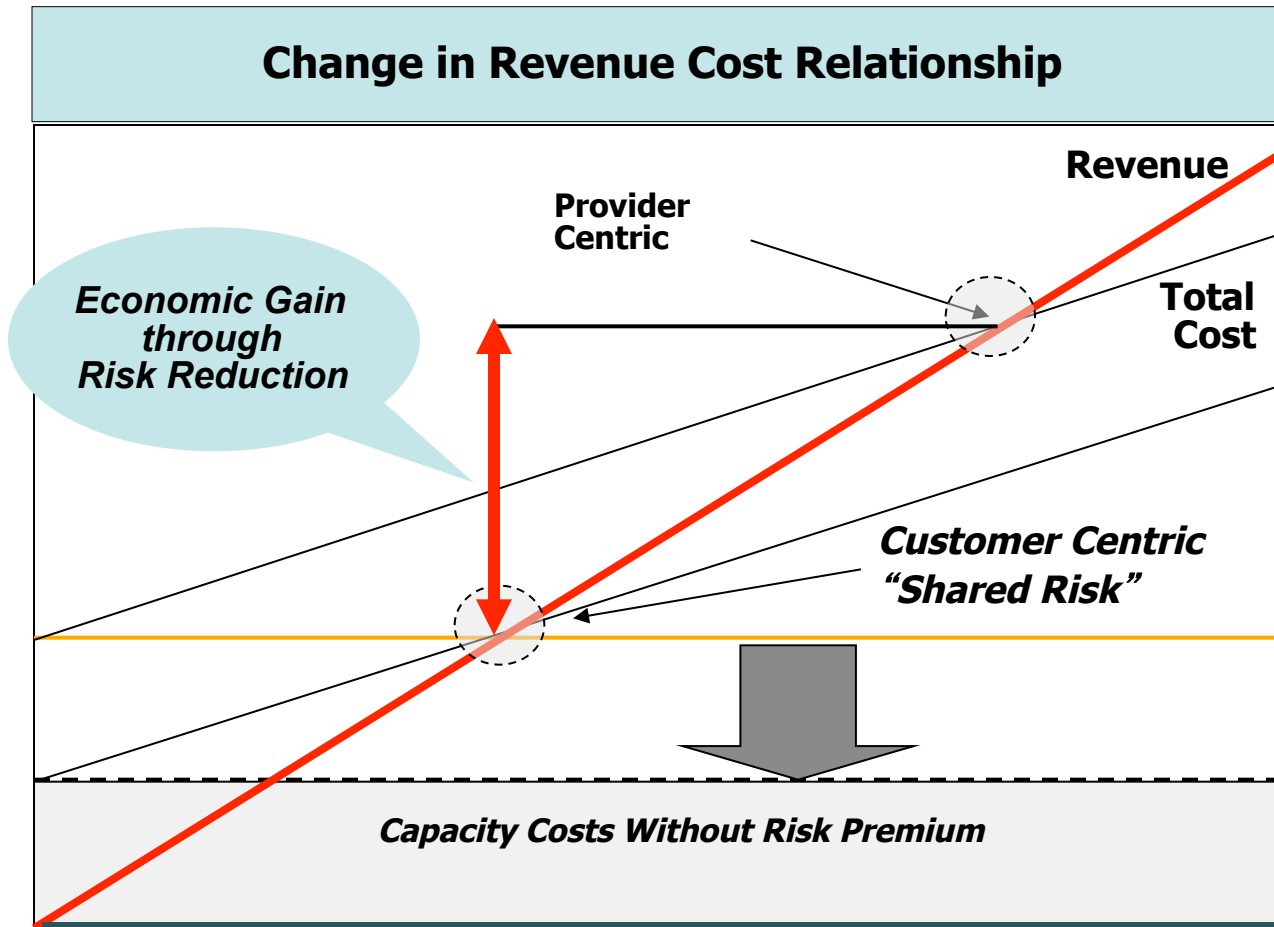 Change in Revenue Cost Relationship
Revenue
Provider
Centric
Total
Cost
Economic Gain
through
Risk Reduction
Customer Centric
“Shared Risk”
Capacity Costs Without Risk Premium